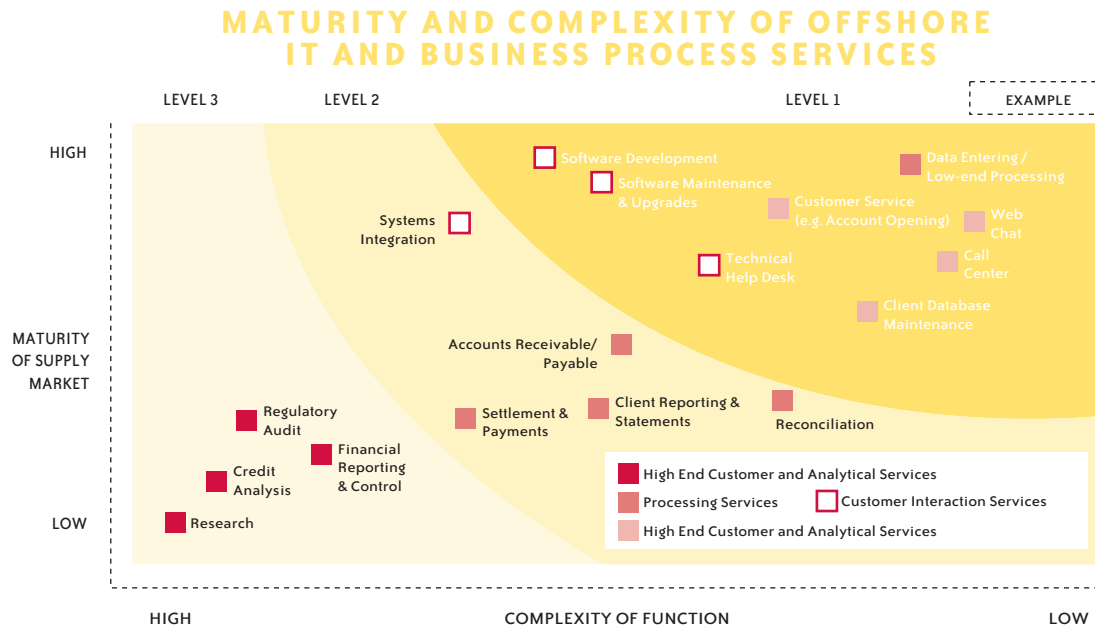 MATURITY AND COMPLEXITY OF OFFSHORE
IT AND BUSINESS PROCESS SERVICES
LEVEL 3
LEVEL 2
LEVEL 1
EXAMPLE
HIGH
MATURITY
OF SUPPLY
MARKET
LOW
Software Development
Software Maintenance
& Upgrades
Data Entering /
Low-end Processing
Customer Service
(e.g. Account Opening)
Web
Chat
Systems
Integration
Technical
Help Desk
Call
Center
Client Database
Maintenance
Accounts Receivable/
Payable
Settlement &
Payments
Client Reporting &
Statements
Reconciliation
Regulatory
Audit
Financial
Reporting
& Control
Credit
Analysis
Research
High End Customer and Analytical Services
Processing Services
Customer Interaction Services
High End Customer and Analytical Services
HIGH
COMPLEXITY OF FUNCTION
LOW